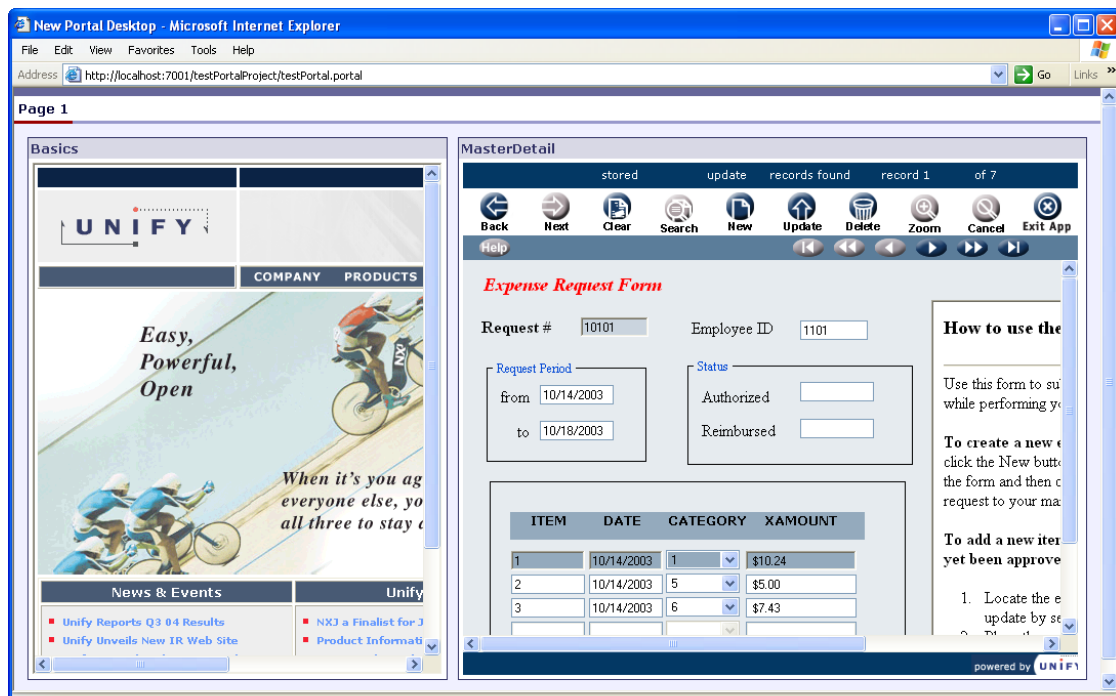 New Portal Desktop - Microsoft Internet Explorer
File Edit View Favorites Tools Help
Address http://localhost:7001/testPortalProject/testPortal.portal Go Links »
Page 1
Basics
UNIFY
COMPANY PRODUCTS
Easy,
Powerful,
Open
NXJ
When it's you ag
everyone else, yo
all three to stay
News & Events Unify
Unify Reports Q3 04 Results
NXJ a Finalist for J
Unify Unveils New IR Web Site
Product Informati
MasterDetail
stored update records found record 1 of 7
Back Next Clear Search New Update Delete Zoom Cancel Exit App
Help
Expense Request Form
Request # 10101 Employee ID 1101
Request Period
from 10/14/2003
to 10/18/2003
Status
Authorized
Reimbursed
ITEM DATE CATEGORY XAMOUNT
1 10/14/2003 1 $10.24
2 10/14/2003 5 $5.00
3 10/14/2003 6 $7.43
How to use the
Use this form to su
while performing yo
To create a new e
click the New butto
the form and then c
request to your ma
To add a new iter
yet been approve
1. Locate the e
update by se
powered by UNIFY